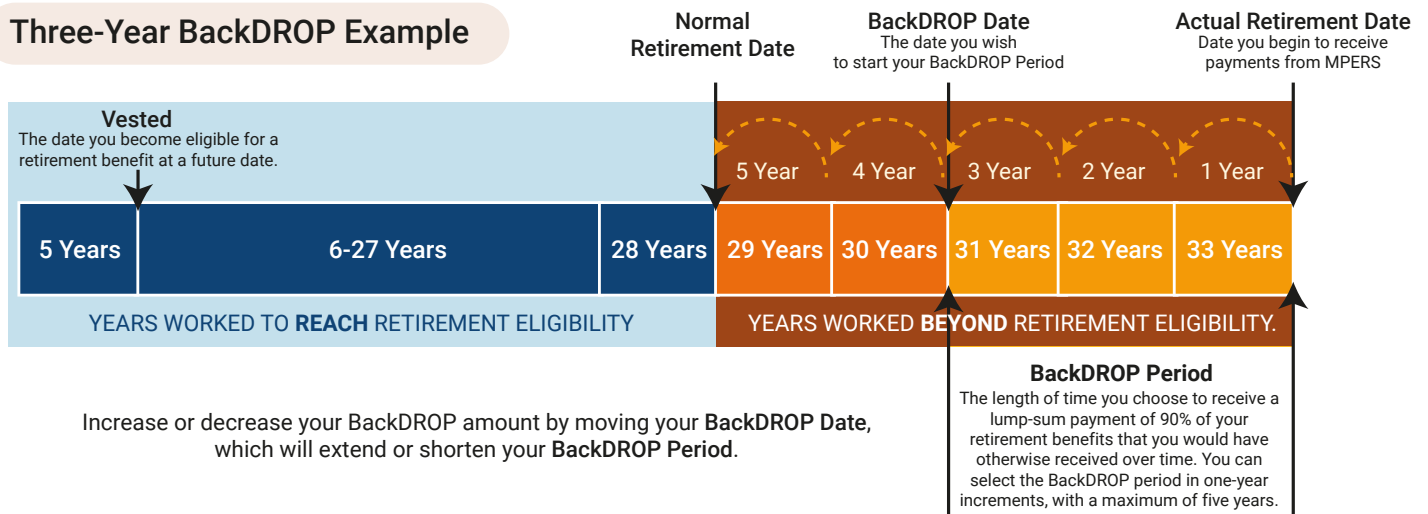 Three-Year BackDROP Example
Normal
Retirement Date
BackDROP Date
The date you wish
to start your BackDROP Period
Actual Retirement Date
Date you begin to receive
payments from MPERS
Vested
The date you become eligible for a
retirement benefit at a future date.
5 Year
4 Year
3 Year
2 Year
1 Year
5 Years
6-27 Years
28 Years
29 Years
30 Years
31 Years
32 Years
33 Years
YEARS WORKED TO REACH RETIREMENT ELIGIBILITY
YEARS WORKED BEYOND RETIREMENT ELIGIBILITY.
Increase or decrease your BackDROP amount by moving your BackDROP Date,
which will extend or shorten your BackDROP Period.
BackDROP Period
The length of time you choose to receive a
lump-sum payment of 90% of your
retirement benefits that you would have
otherwise received over time. You can
select the BackDROP period in one-year
increments, with a maximum of five years.